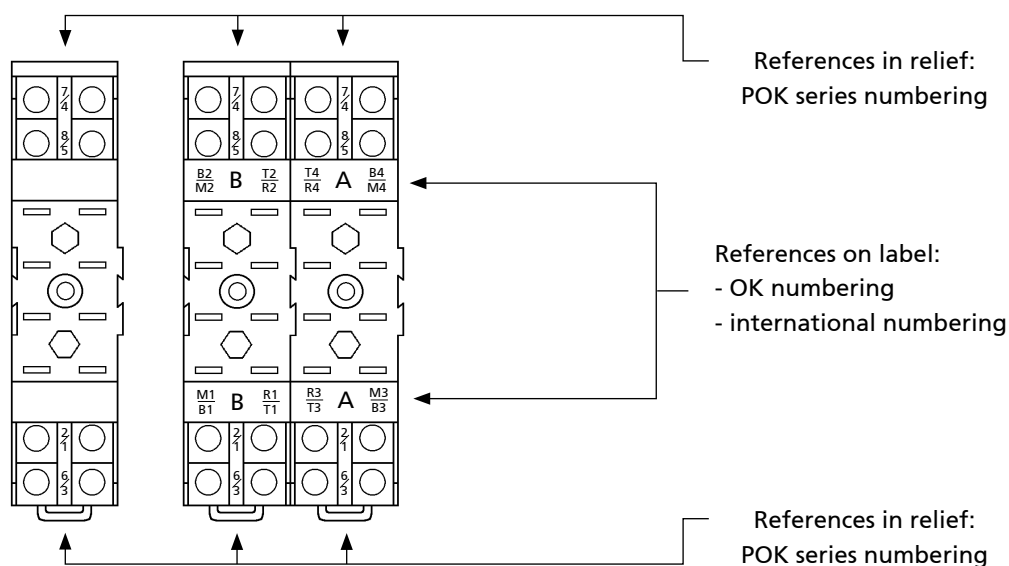 References in relief:
POK series numbering
7/4 7/4 7/4
8/5 8/5 8/5
B2/M2 B T2/R2 T4/R4 A B4/M4
References on label:
- OK numbering
- international numbering
M1/B1 B R1/T1 R3/T3 A M3/B3
2/1 2/1 2/1
6/3 6/3 6/3
References in relief:
POK series numbering